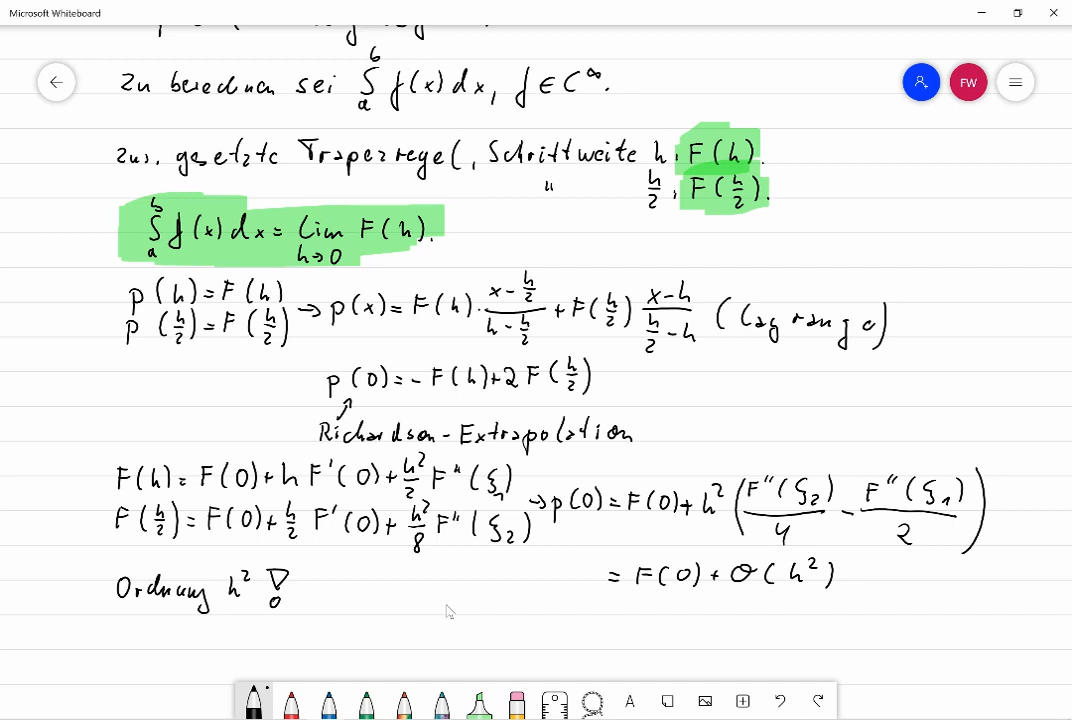 Microsoft Whiteboard
FW
Zu berechnen sei ∫_a^b f(x)dx, f ∈ C^∞.
Zus. gesetzte Trapezregel, Schrittweite h: F(h).
" h/2: F(h/2).
∫_a^b f(x)dx = lim_{h→0} F(h).
p(h) = F(h)
p(h/2) = F(h/2)
→ p(x) = F(h) · (x - h/2)/(h - h/2) + F(h/2) (x - h)/(h/2 - h) (Lagrange)
p(0) = - F(h) + 2 F(h/2)
Richardson-Extrapolation
F(h) = F(0) + h F'(0) + h²/2 F''(ξ₁)
F(h/2) = F(0) + h/2 F'(0) + h²/8 F''(ξ₂)
→ p(0) = F(0) + h² (F''(ξ₂)/4 - F''(ξ₁)/2)
= F(0) + O(h²)
Ordnung h² !
A